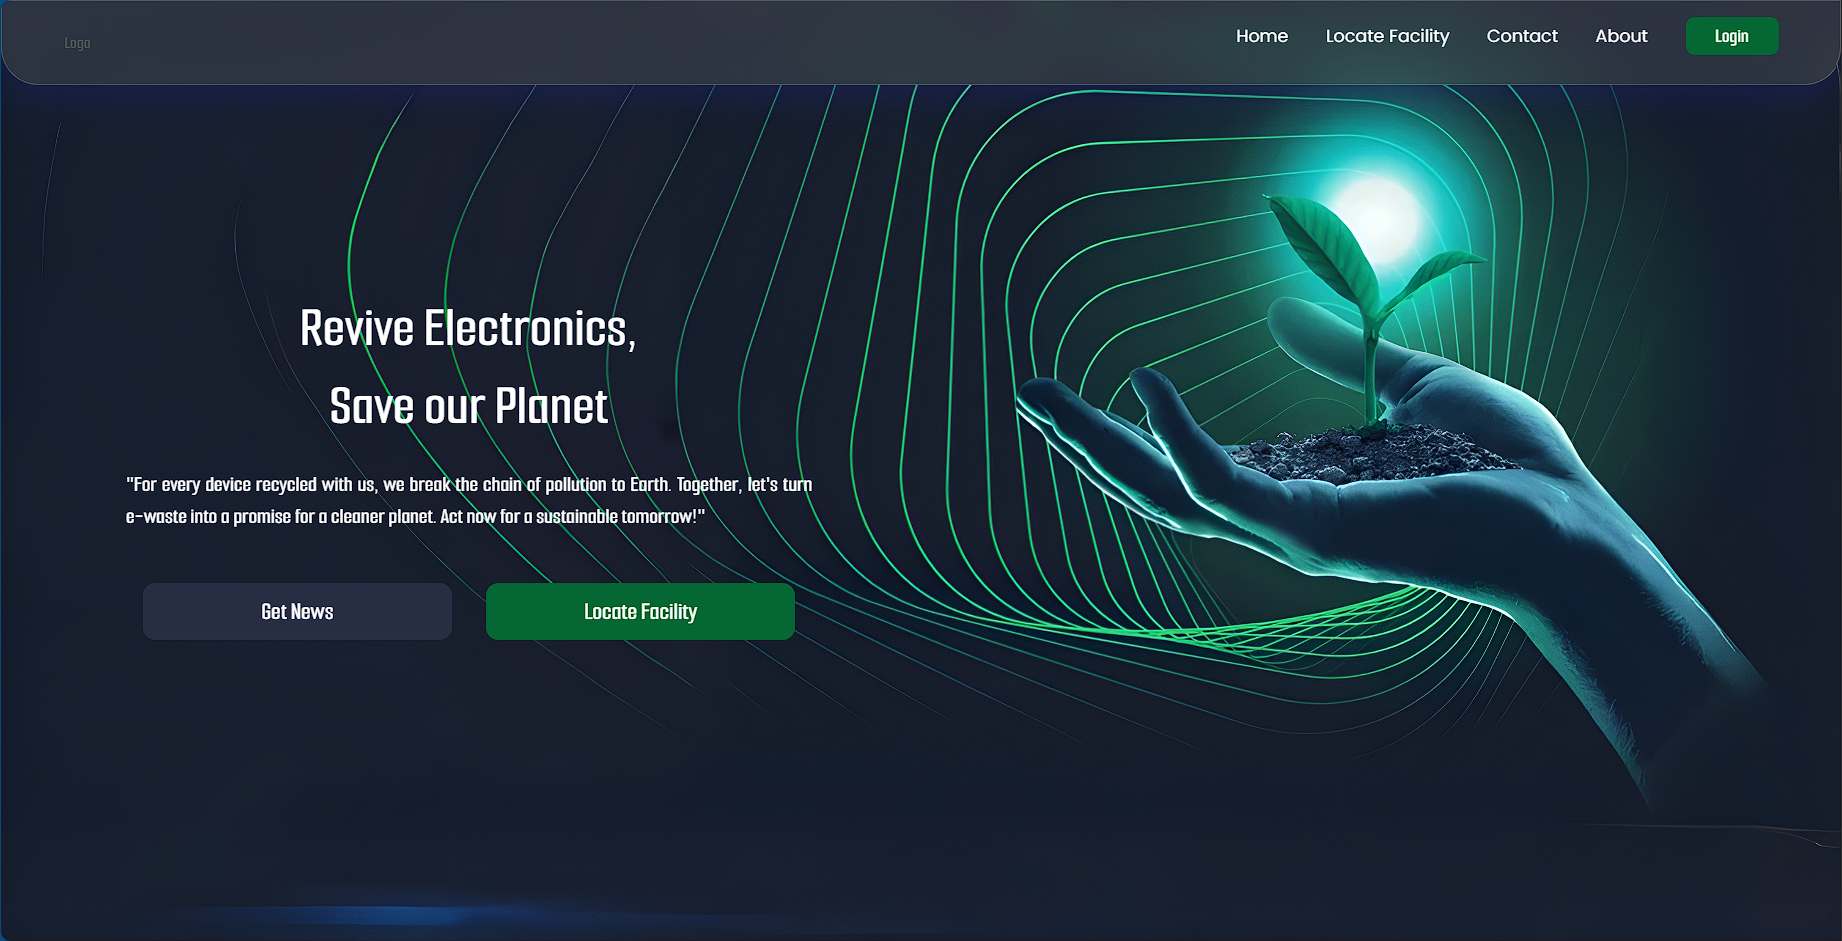 Logo
Home
Locate Facility
Contact
About
Login
Revive Electronics,
Save our Planet
"For every device recycled with us, we break the chain of pollution to Earth. Together, let's turn
e-waste into a promise for a cleaner planet. Act now for a sustainable tomorrow!"
Get News
Locate Facility